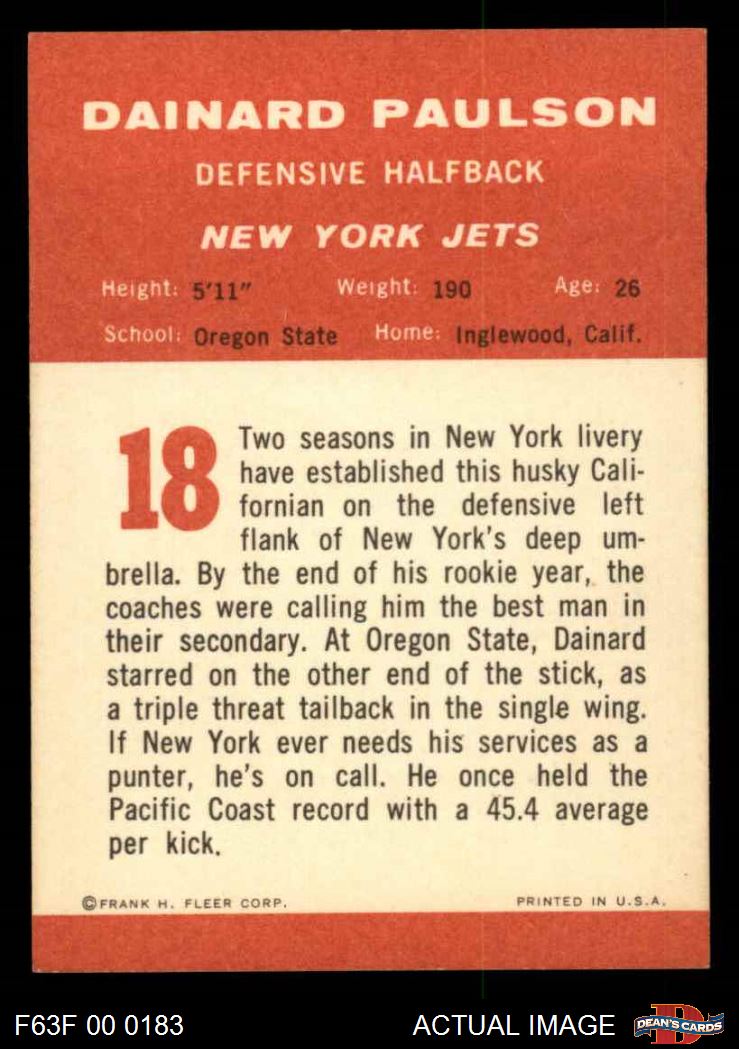 DAINARD PAULSON
DEFENSIVE HALFBACK
NEW YORK JETS
Height: 5'11" Weight: 190 Age: 26
School: Oregon State Home: Inglewood, Calif.
18
Two seasons in New York livery
have established this husky Cali-
fornian on the defensive left
flank of New York's deep um-
brella. By the end of his rookie year, the
coaches were calling him the best man in
their secondary. At Oregon State, Dainard
starred on the other end of the stick, as
a triple threat tailback in the single wing.
If New York ever needs his services as a
punter, he's on call. He once held the
Pacific Coast record with a 45.4 average
per kick.
©FRANK H. FLEER CORP. PRINTED IN U.S.A.
F63F 00 0183 ACTUAL IMAGE D DEAN'S CARDS